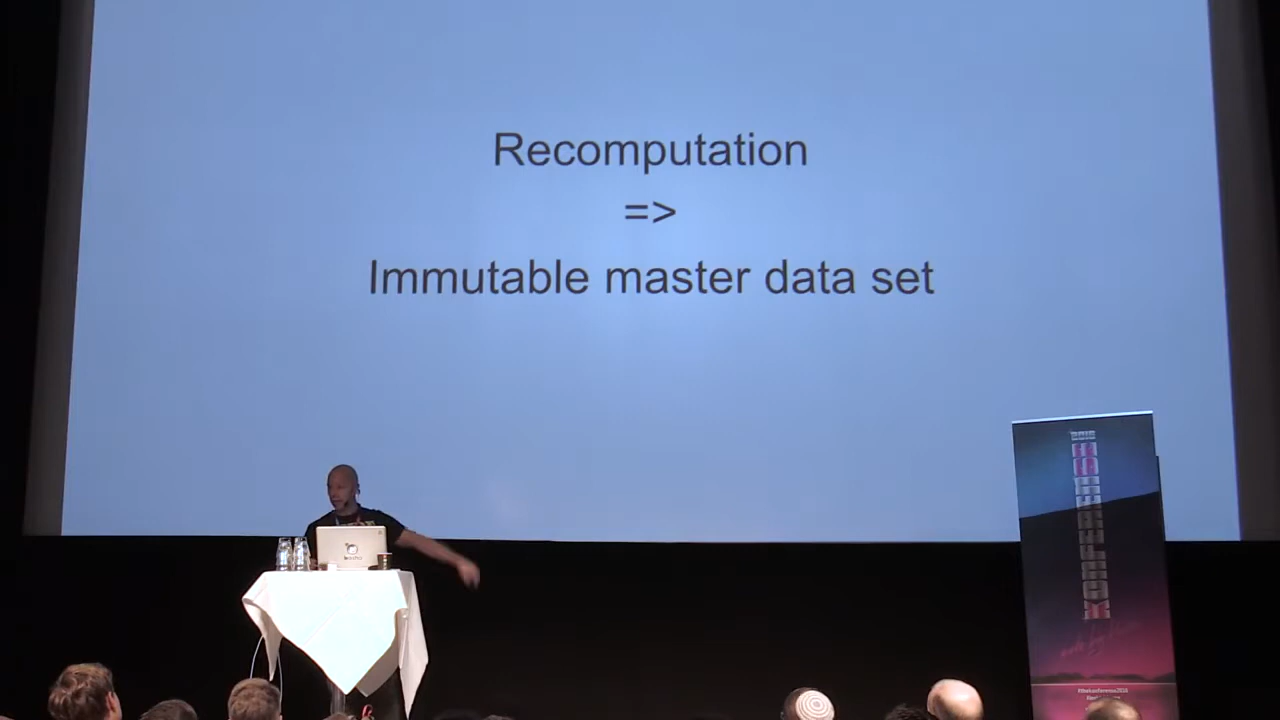 Recomputation
=>
Immutable master data set